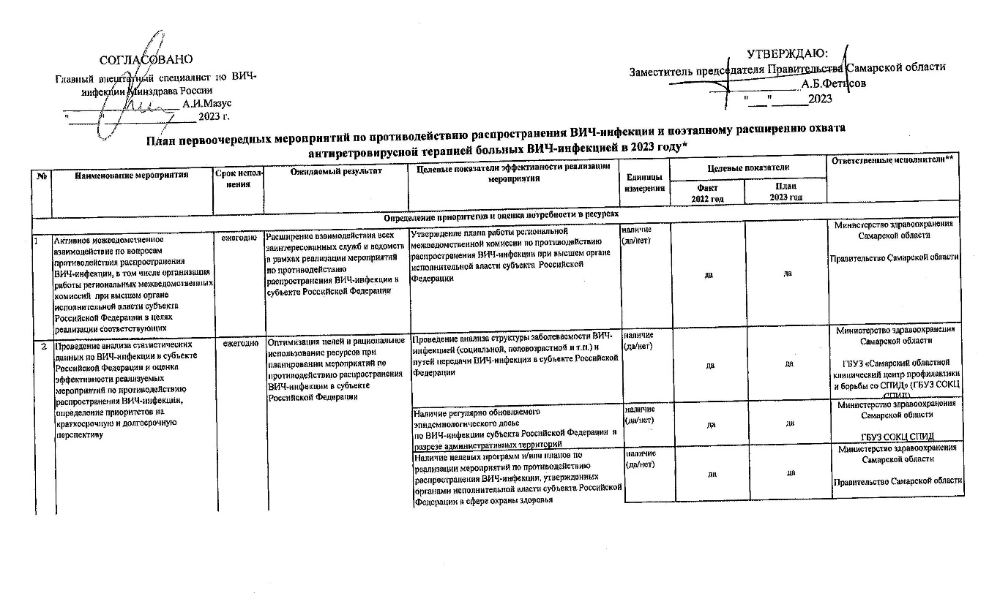 СОГЛАСОВАНО
Главный внештатный специалист по ВИЧ-
инфекции Минздрава России
А.И.Мазус
"___"___ 2023 г.
УТВЕРЖДАЮ:
Заместитель председателя Правительства Самарской области
А.Б.Фетисов
"___"______2023
План первоочередных мероприятий по противодействию распространения ВИЧ-инфекции и поэтапному расширению охвата
антиретровирусной терапией больных ВИЧ-инфекцией в 2023 году*
№
Наименование мероприятия
Срок испол-
нения
Ожидаемый результат
Целевые показатели эффективности реализации
мероприятия
Единицы
измерения
Целевые показатели
Факт
2022 год
План
2023 год
Ответственные исполнители**
Определение приоритетов и оценка потребности в ресурсах
1
Активное межведомственное
взаимодействие по вопросам
противодействия распространения
ВИЧ-инфекции, в том числе организация
работы региональных межведомственных
комиссий при высшем органе
исполнительной власти субъекта
Российской Федерации в целях
реализации соответствующих
ежегодно
Расширение взаимодействия всех
заинтересованных служб и ведомств
в рамках реализации мероприятий
по противодействию
распространения ВИЧ-инфекции в
субъекте Российской Федерации
Утверждение плана работы региональной
межведомственной комиссии по противодействию
распространения ВИЧ-инфекции при высшем органе
исполнительной власти субъекта Российской
Федерации
наличие
(да/нет)
да
да
Министерство здравоохранения
Самарской области
Правительство Самарской области
2
Проведение анализа статистических
данных по ВИЧ-инфекции в субъекте
Российской Федерации и оценка
эффективности реализуемых
мероприятий по противодействию
распространения ВИЧ-инфекции,
определение приоритетов на
краткосрочную и долгосрочную
перспективу
ежегодно
Оптимизация целей и рациональное
использование ресурсов при
планировании мероприятий по
противодействию распространения
ВИЧ-инфекции в субъекте
Российской Федерации
Проведение анализа структуры заболеваемости ВИЧ-
инфекцией (социальной, половозрастной и т.п.) и
путей передачи ВИЧ-инфекции в субъекте Российской
Федерации
наличие
(да/нет)
да
да
Министерство здравоохранения
Самарской области
ГБУЗ «Самарский областной
клинический центр профилактики
и борьбы со СПИД» (ГБУЗ СОКЦ
СПИД)
Наличие регулярно обновляемого
эпидемиологического досье
по ВИЧ-инфекции субъекта Российской Федерации в
разрезе административных территорий
наличие
(да/нет)
да
да
Министерство здравоохранения
Самарской области
ГБУЗ СОКЦ СПИД
Наличие целевых программ и/или планов по
реализации мероприятий по противодействию
распространения ВИЧ-инфекции, утвержденных
органами исполнительной власти субъекта Российской
Федерации в сфере охраны здоровья
наличие
(да/нет)
да
да
Министерство здравоохранения
Самарской области
Правительство Самарской области